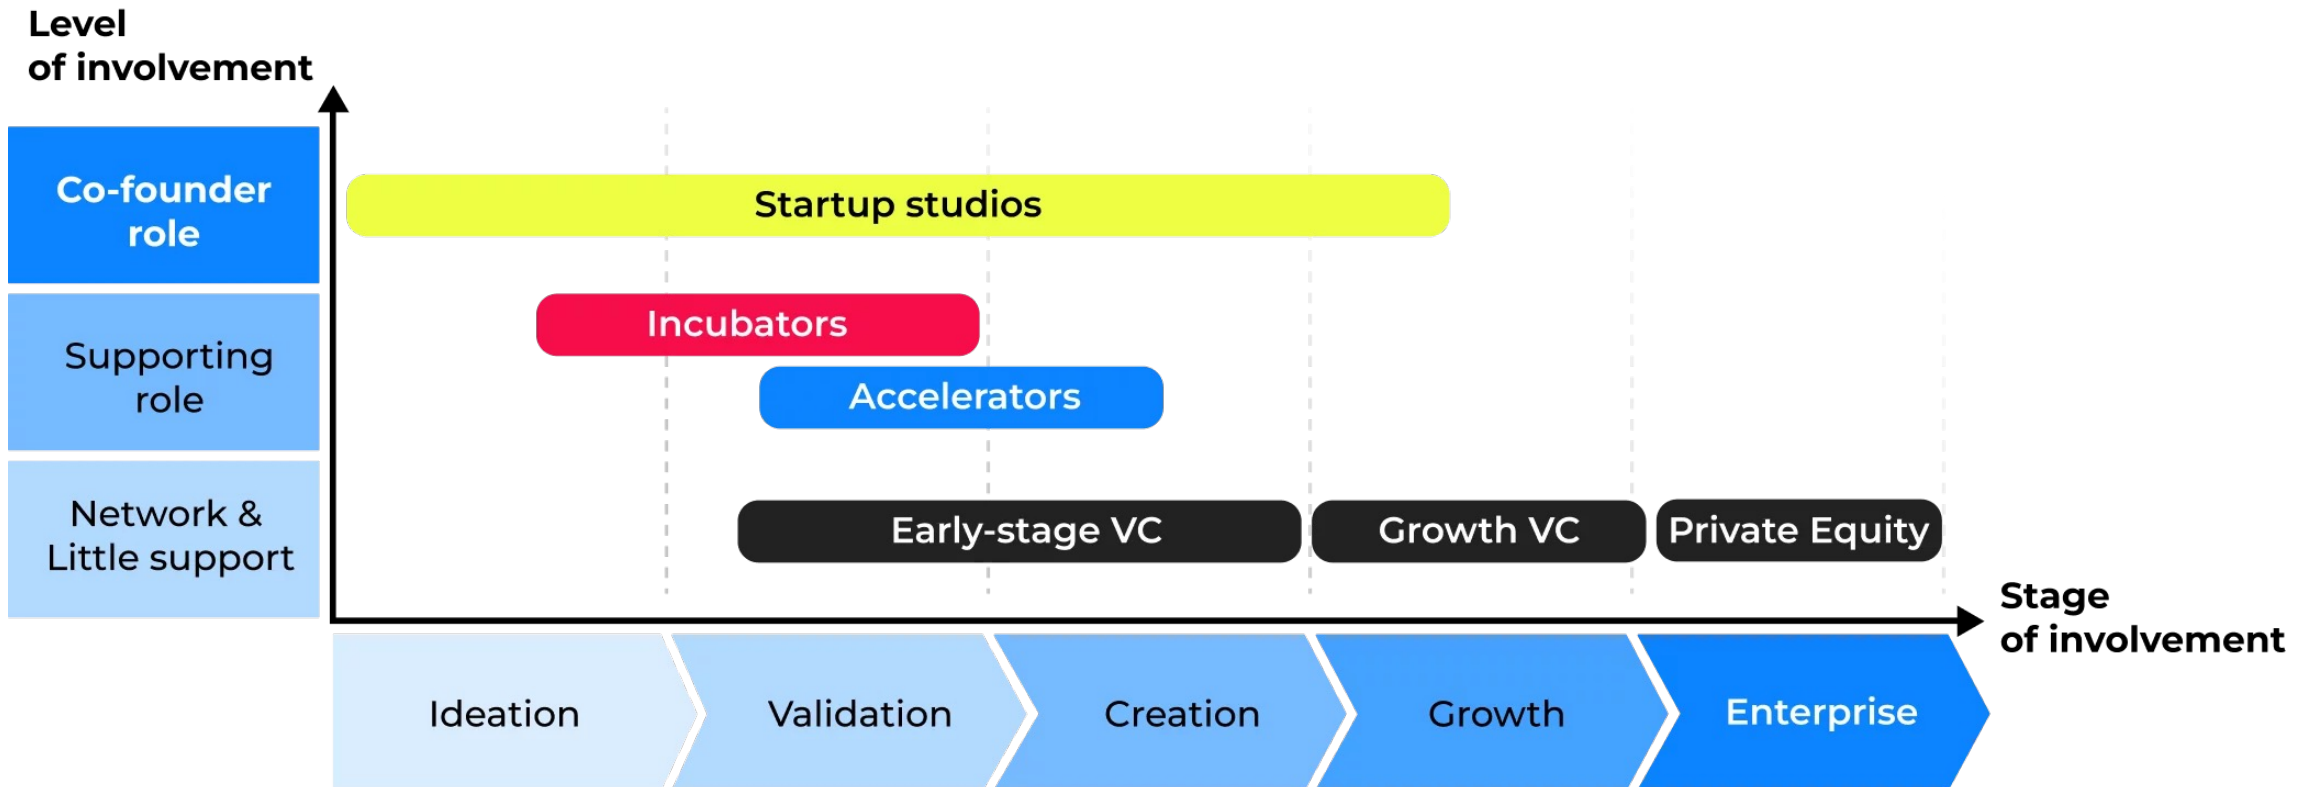 Level
of involvement
Co-founder
role
Startup studios
Incubators
Supporting
role
Accelerators
Network &
Little support
Early-stage VC
Growth VC
Private Equity
Stage
of involvement
Ideation
Validation
Creation
Growth
Enterprise